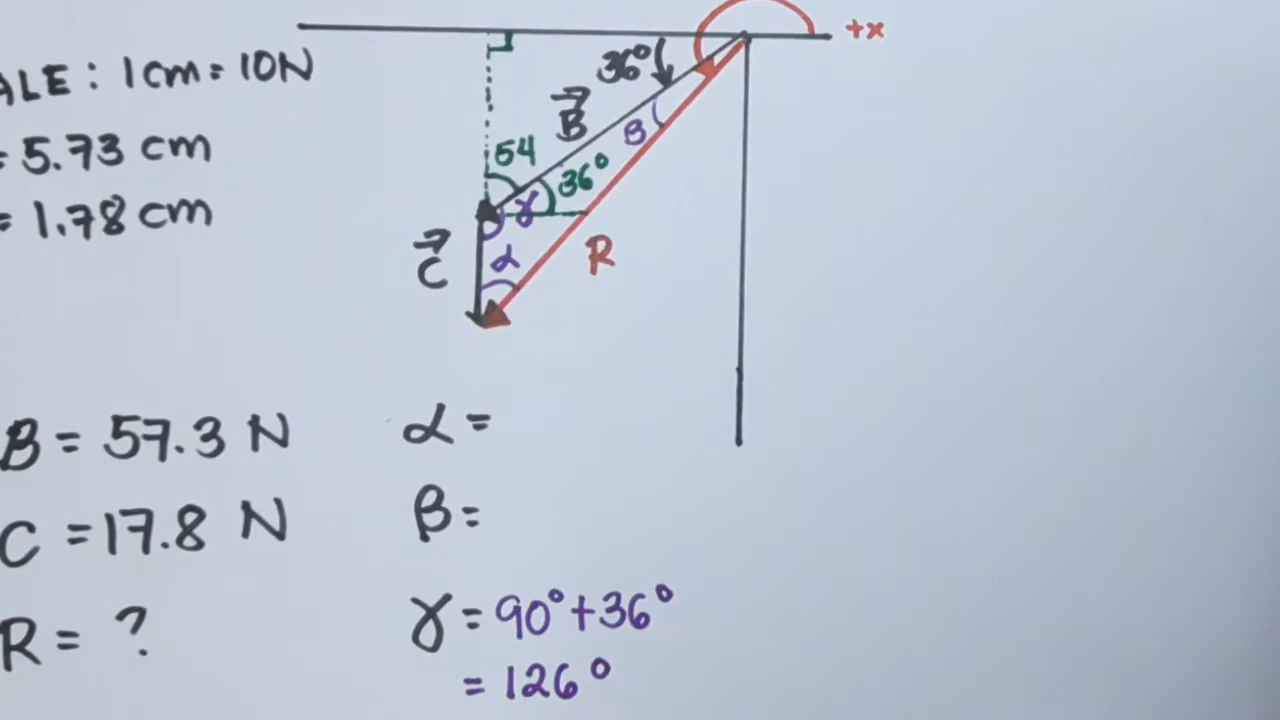 +x
ALE: 1cm = 10N
36°
B
= 5.73 cm
β
54
36°
γ
= 1.78 cm
C
α
R
B = 57.3 N
α =
C = 17.8 N
β =
R = ?
γ = 90° + 36°
= 126°